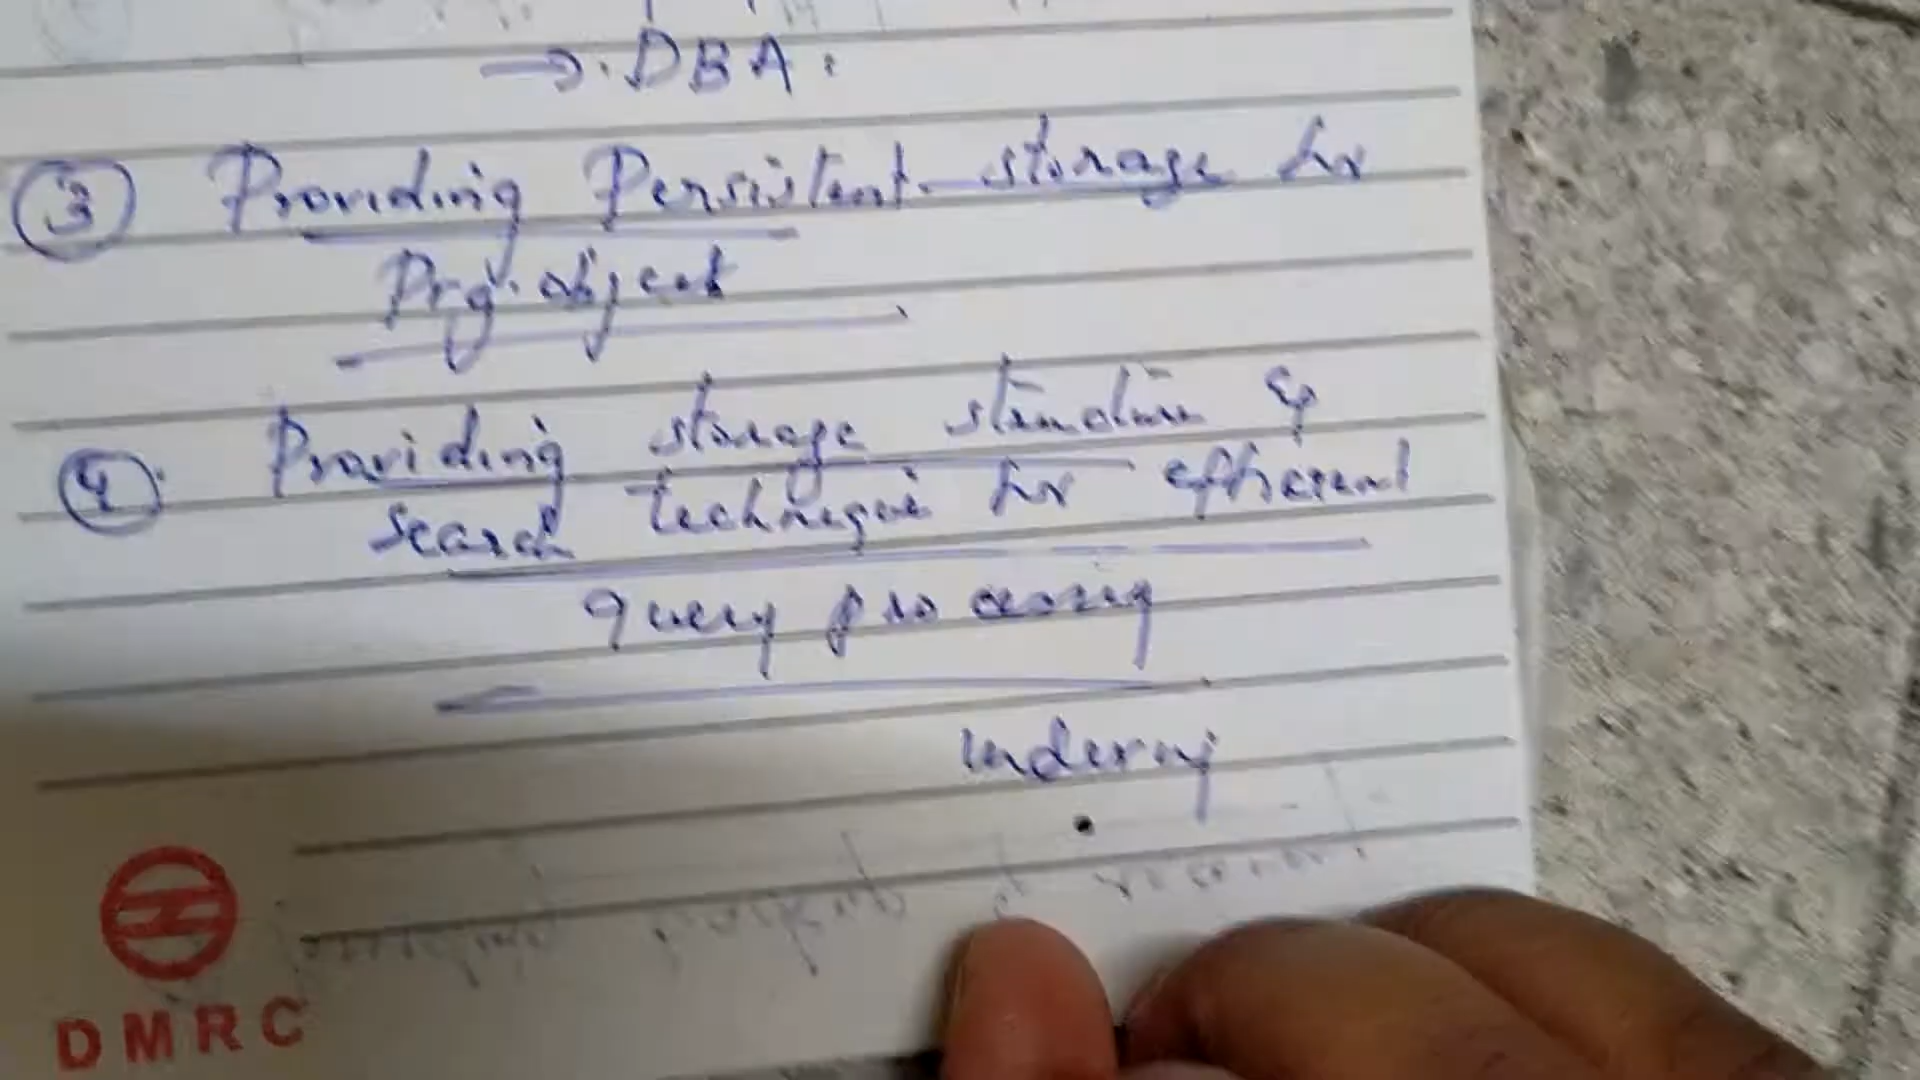 → . DBA .
③ Providing Persistent storage for
Prg. object
④ Providing storage structure &
search technique for efficient
query processing
indexing
DMRC